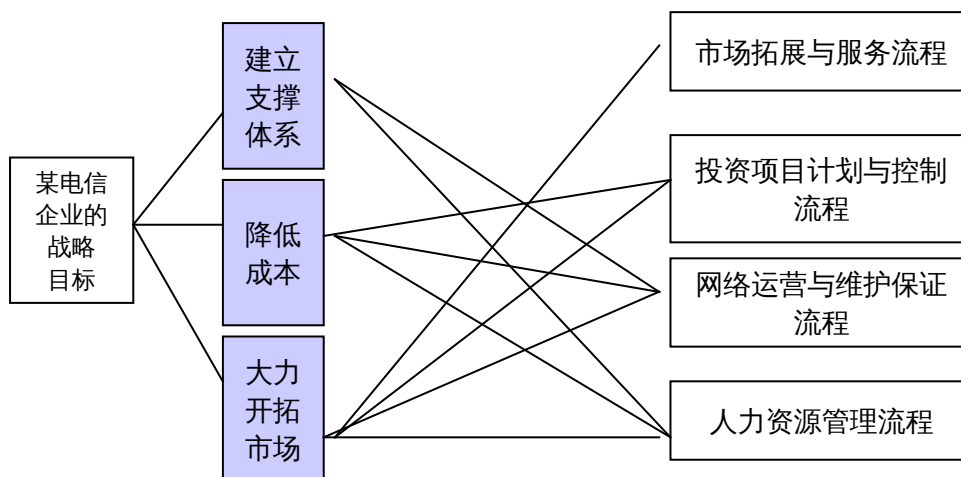 某电信
企业的
战略
目标
建立
支撑
体系
降低
成本
大力
开拓
市场
市场拓展与服务流程
投资项目计划与控制
流程
网络运营与维护保证
流程
人力资源管理流程